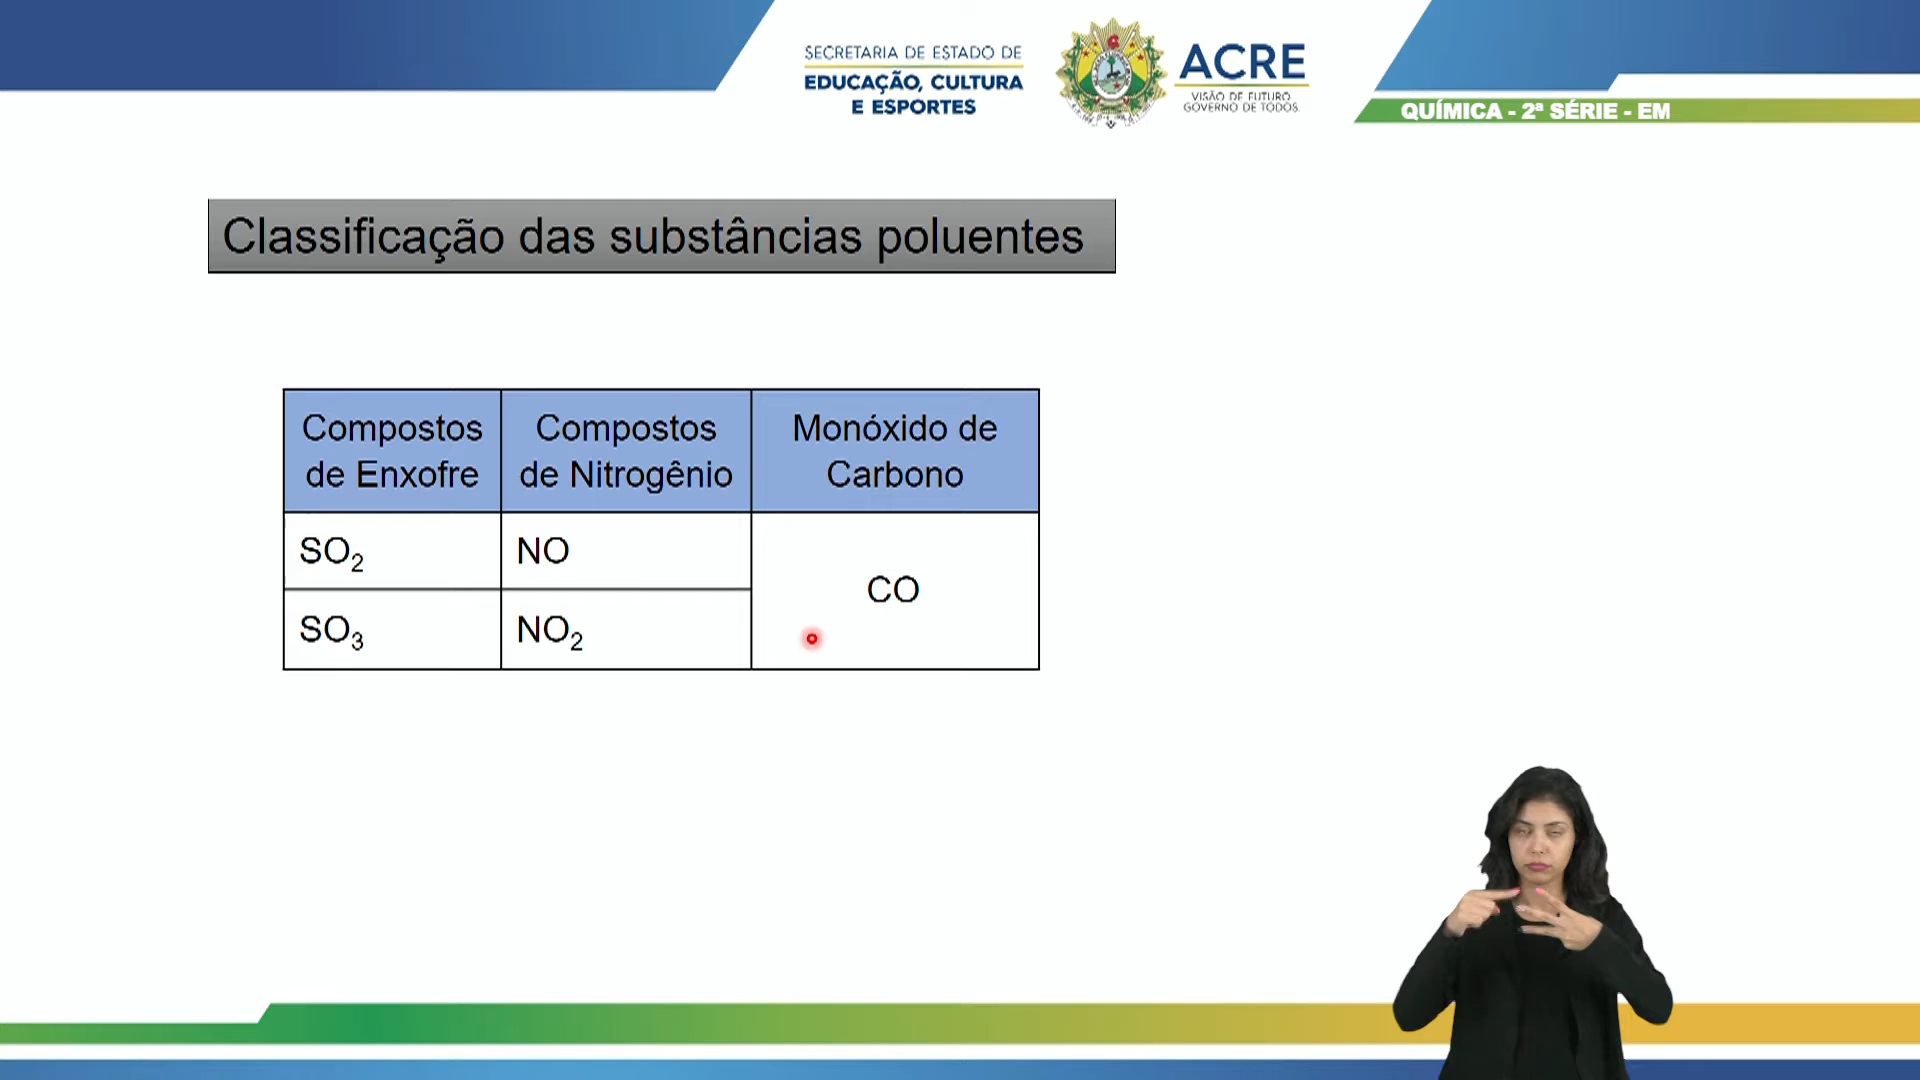 SECRETARIA DE ESTADO DE
EDUCAÇÃO, CULTURA
E ESPORTES
ACRE
VISÃO DE FUTURO
GOVERNO DE TODOS
QUÍMICA - 2ª SÉRIE - EM
Classificação das substâncias poluentes
Compostos de Enxofre
Compostos de Nitrogênio
Monóxido de Carbono
SO₂
NO
CO
SO₃
NO₂